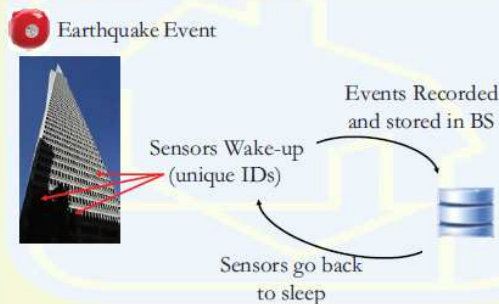 Earthquake Event
Events Recorded
and stored in BS
Sensors Wake-up
(unique IDs)
Sensors go back
to sleep